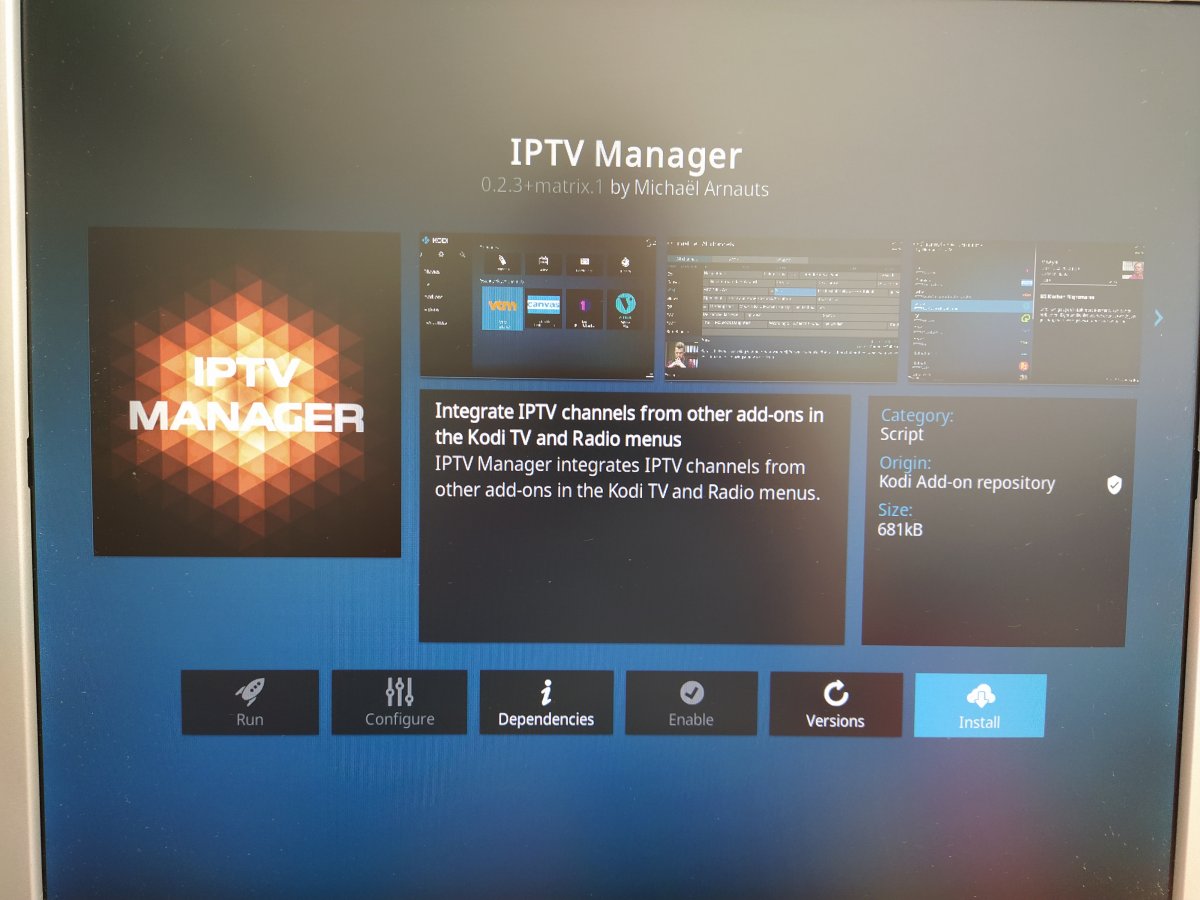 IPTV Manager
0.2.3+matrix.1 by Michaël Arnauts
IPTV
MANAGER
KODI
vtm
canvas
Integrate IPTV channels from other add-ons in
the Kodi TV and Radio menus
IPTV Manager integrates IPTV channels from
other add-ons in the Kodi TV and Radio menus.
Category:
Script
Origin:
Kodi Add-on repository
Size:
681kB
Run
Configure
Dependencies
Enable
Versions
Install